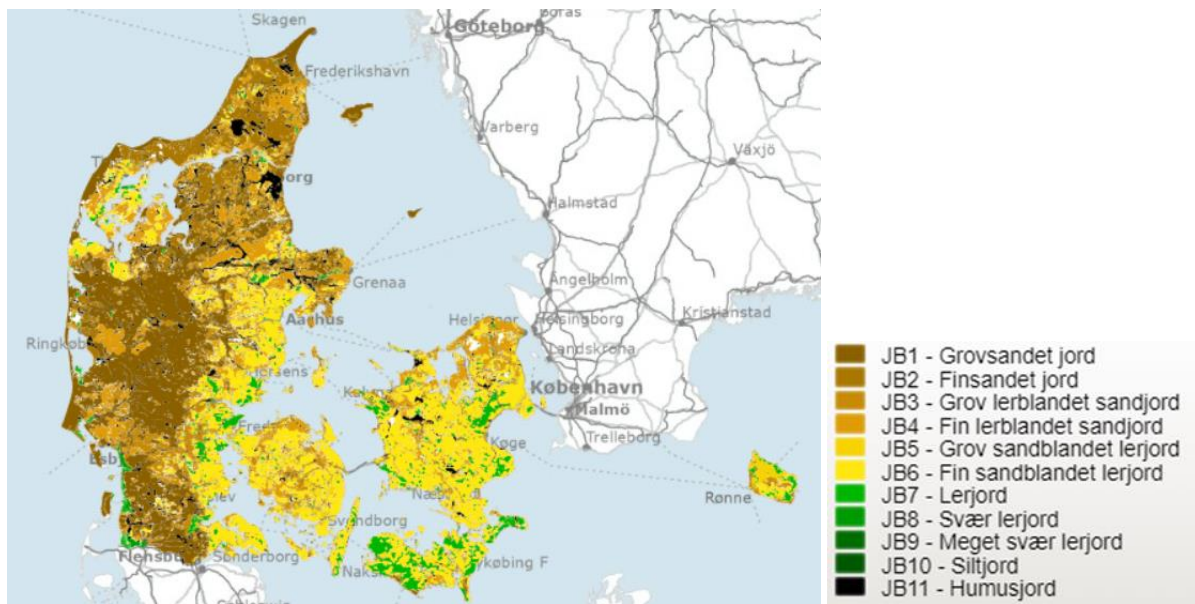 Skagen
Göteborg
Borås
Frederikshavn
Varberg
Växjö
Halmstad
Grenaa
Ängelholm
Kristianstad
Aarhus
Helsingør
Helsingborg
Landskrona
København
Malmö
Trelleborg
Køge
Rønne
Svendborg
Sønderborg
JB1 - Grovsandet jord
JB2 - Finsandet jord
JB3 - Grov lerblandet sandjord
JB4 - Fin lerblandet sandjord
JB5 - Grov sandblandet lerjord
JB6 - Fin sandblandet lerjord
JB7 - Lerjord
JB8 - Svær lerjord
JB9 - Meget svær lerjord
JB10 - Siltjord
JB11 - Humusjord